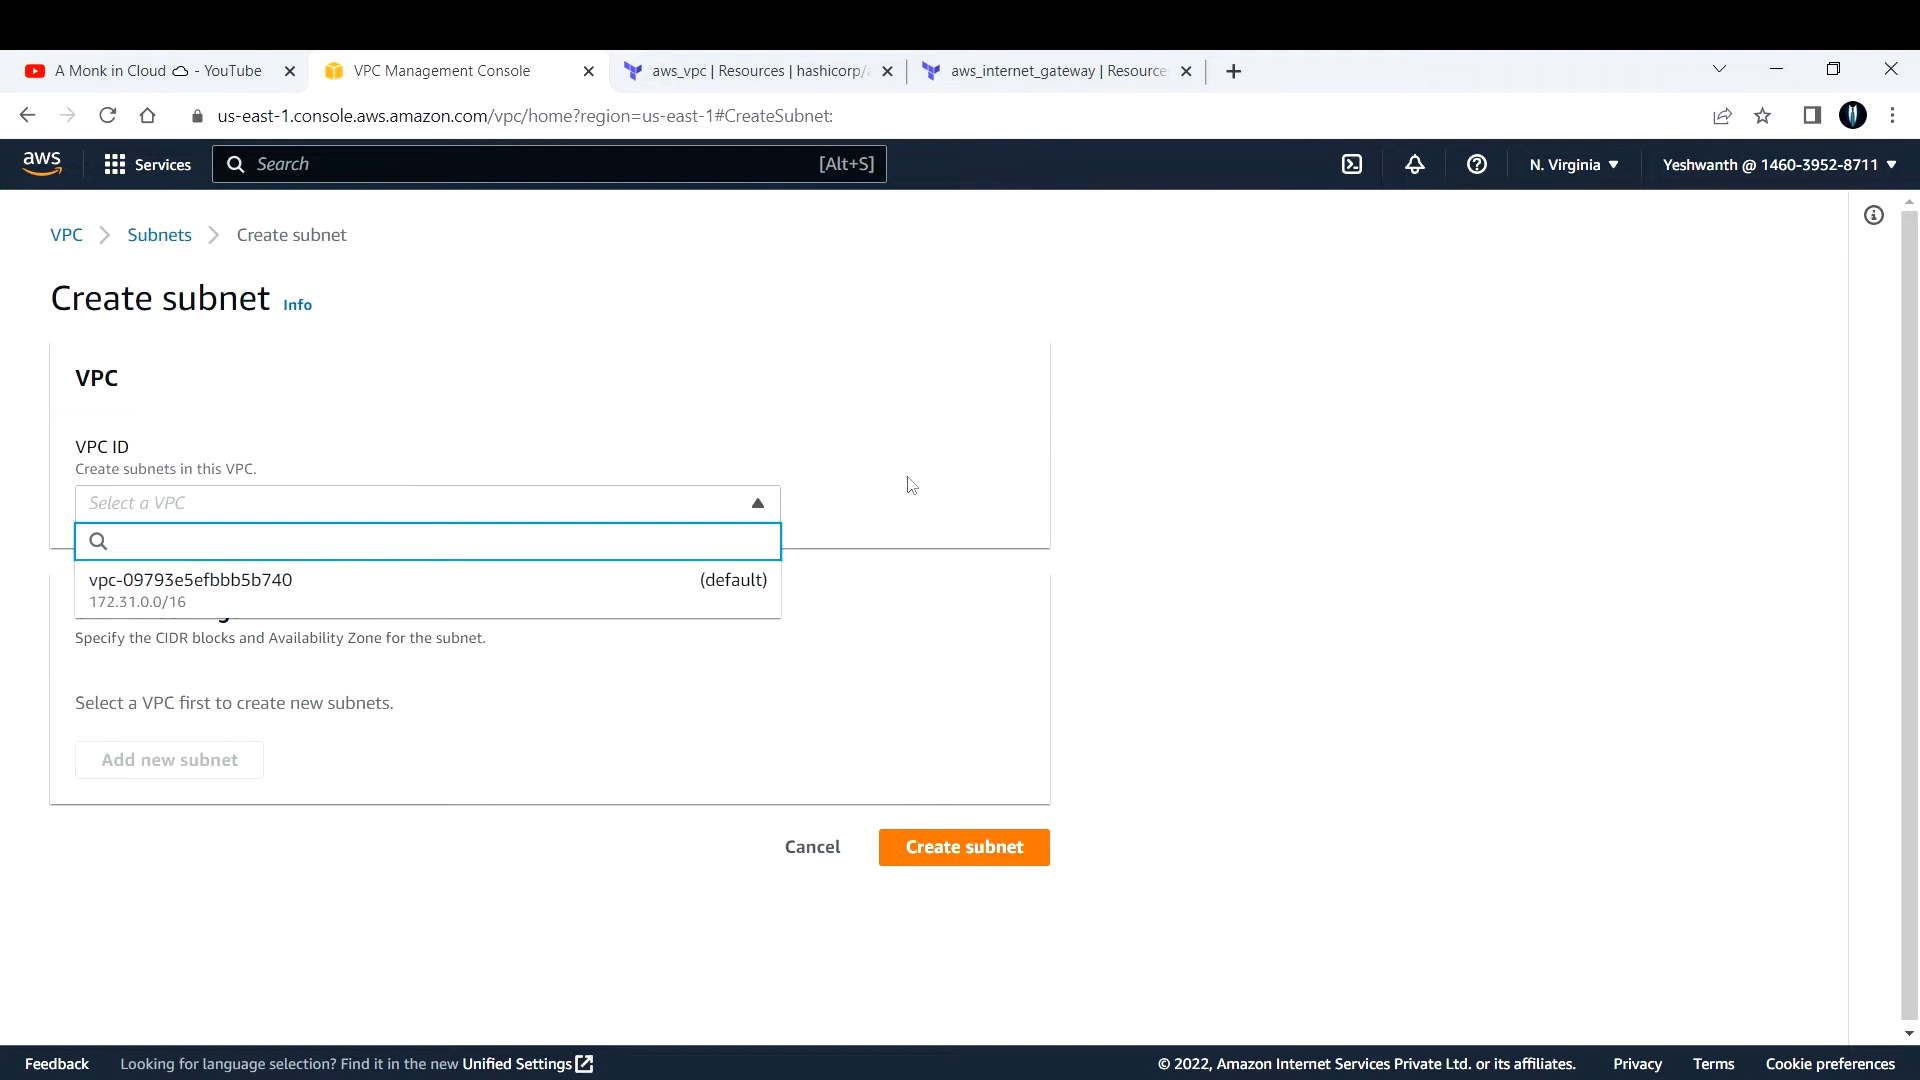 A Monk in Cloud - YouTube
VPC Management Console
aws_vpc | Resources | hashicorp/a
aws_internet_gateway | Resource
us-east-1.console.aws.amazon.com/vpc/home?region=us-east-1#CreateSubnet:
aws
Services
Search
[Alt+S]
N. Virginia
Yeshwanth @ 1460-3952-8711
VPC
Subnets
Create subnet
Create subnet
Info
VPC
VPC ID
Create subnets in this VPC.
Select a VPC
vpc-09793e5efbbb5b740
(default)
172.31.0.0/16
Specify the CIDR blocks and Availability Zone for the subnet.
Select a VPC first to create new subnets.
Add new subnet
Cancel
Create subnet
Feedback
Looking for language selection? Find it in the new Unified Settings
© 2022, Amazon Internet Services Private Ltd. or its affiliates.
Privacy
Terms
Cookie preferences